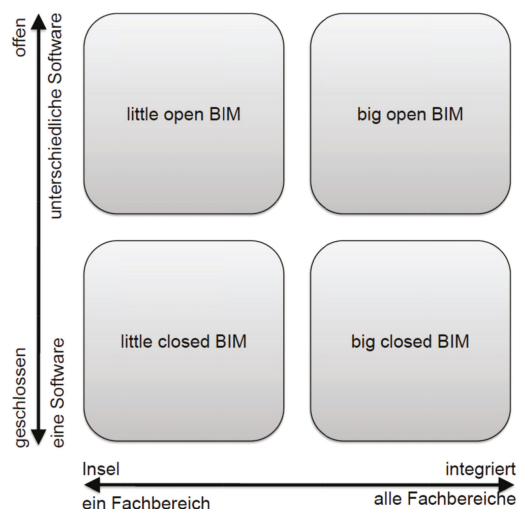 offen
unterschiedliche Software
little open BIM
big open BIM
geschlossen
eine Software
little closed BIM
big closed BIM
Insel
integriert
ein Fachbereich
alle Fachbereiche